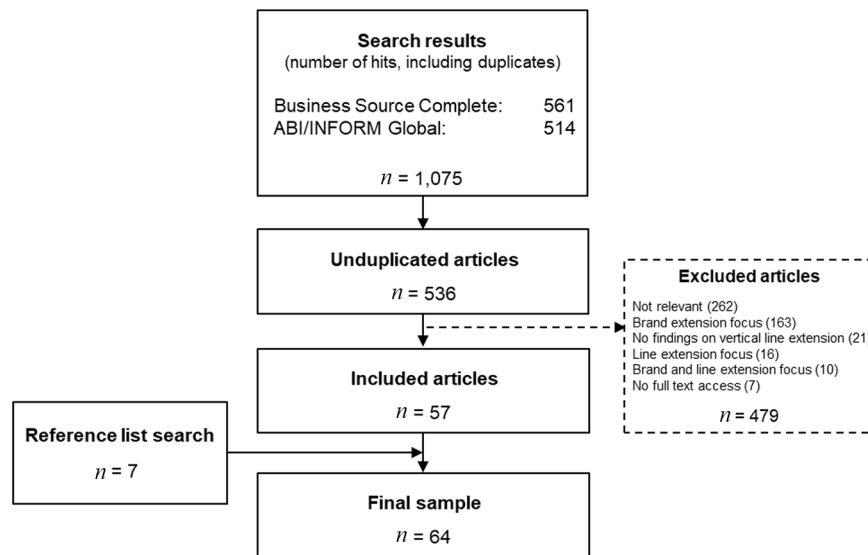 Search results
(number of hits, including duplicates)
Business Source Complete: 561
ABI/INFORM Global: 514
n = 1,075
Unduplicated articles
n = 536
Excluded articles
Not relevant (262)
Brand extension focus (163)
No findings on vertical line extension (21
Line extension focus (16)
Brand and line extension focus (10)
No full text access (7)
n = 479
Included articles
n = 57
Reference list search
n = 7
Final sample
n = 64